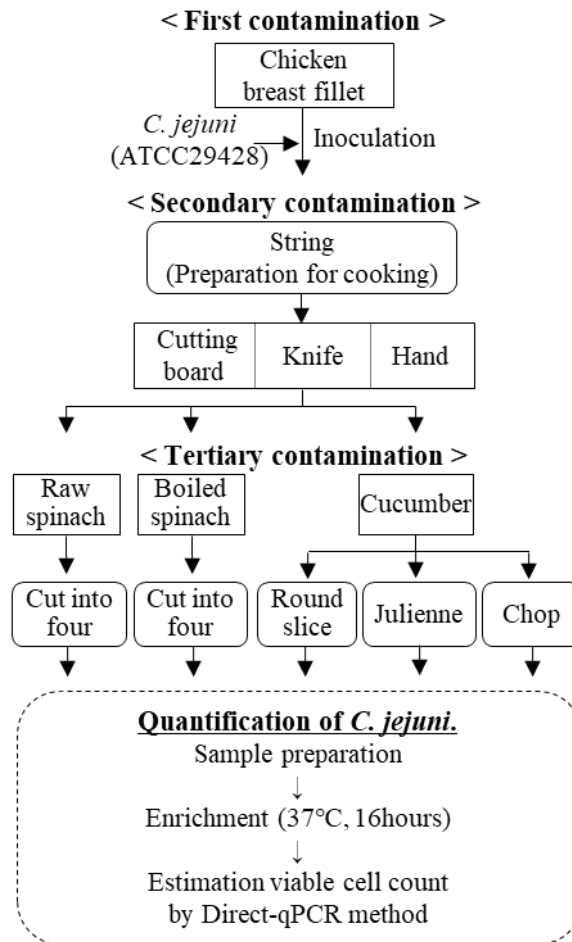 < First contamination >
Chicken
breast fillet
C. jejuni
(ATCC29428)
Inoculation
< Secondary contamination >
String
(Preparation for cooking)
Cutting
board
Knife
Hand
< Tertiary contamination >
Raw
spinach
Boiled
spinach
Cucumber
Cut into
four
Cut into
four
Round
slice
Julienne
Chop
Quantification of C. jejuni.
Sample preparation
↓
Enrichment (37°C, 16hours)
↓
Estimation viable cell count
by Direct-qPCR method